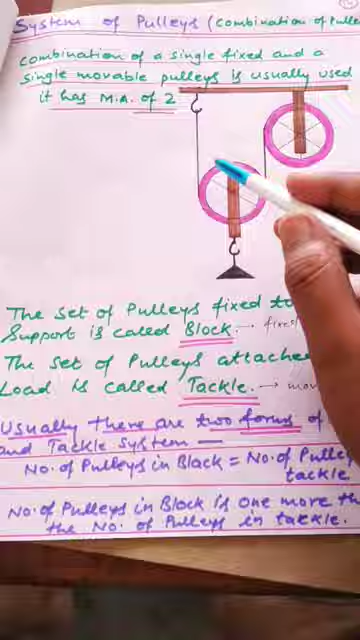 System of Pulleys (Combination of Pulle
combination of a single fixed and a
single movable pulleys is usually used
it has M.A. of 2
The set of Pulleys fixed to
Support is called Block. → fixed
The set of Pulleys attache
Load is called Tackle. → mov
Usually there are two forms of
and Tackle system —
No. of Pulleys in Block = No. of Pulley
tackle
No. of Pulleys in Block is one more th
the No. of Pulleys in tackle.